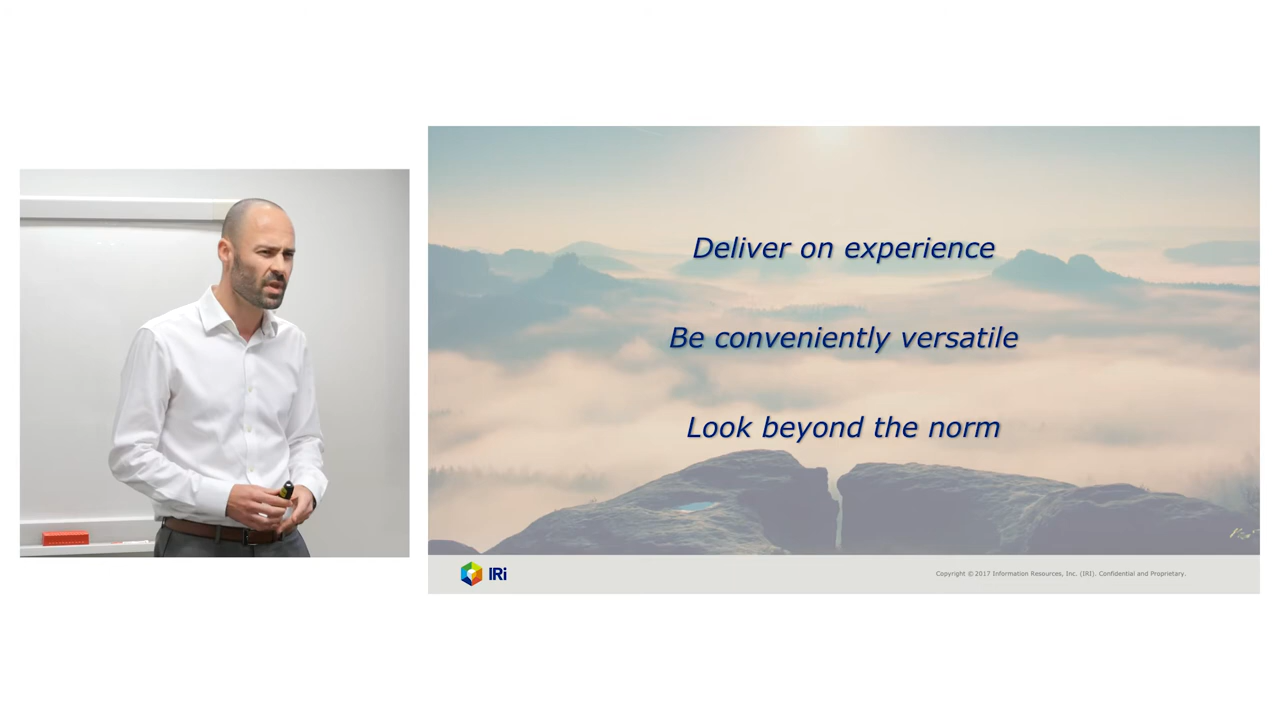 Deliver on experience
Be conveniently versatile
Look beyond the norm
IRi
Copyright © 2017 Information Resources, Inc. (IRI). Confidential and Proprietary.